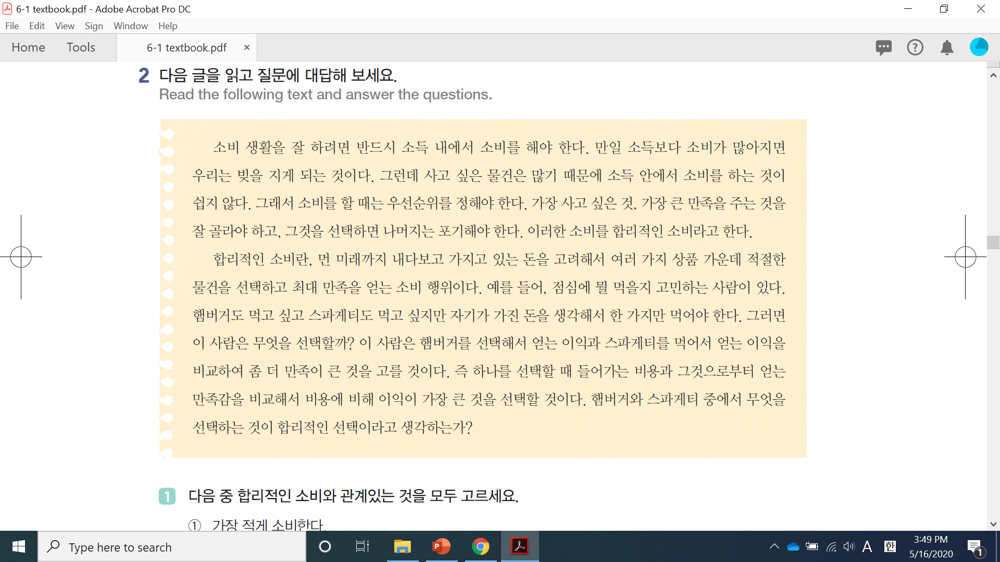 6-1 textbook.pdf - Adobe Acrobat Pro DC
File Edit View Sign Window Help
Home Tools 6-1 textbook.pdf ×
2 다음 글을 읽고 질문에 대답해 보세요.
Read the following text and answer the questions.
소비 생활을 잘 하려면 반드시 소득 내에서 소비를 해야 한다. 만일 소득보다 소비가 많아지면
우리는 빚을 지게 되는 것이다. 그런데 사고 싶은 물건은 많기 때문에 소득 안에서 소비를 하는 것이
쉽지 않다. 그래서 소비를 할 때는 우선순위를 정해야 한다. 가장 사고 싶은 것, 가장 큰 만족을 주는 것을
잘 골라야 하고, 그것을 선택하면 나머지는 포기해야 한다. 이러한 소비를 합리적인 소비라고 한다.
합리적인 소비란, 먼 미래까지 내다보고 가지고 있는 돈을 고려해서 여러 가지 상품 가운데 적절한
물건을 선택하고 최대 만족을 얻는 소비 행위이다. 예를 들어, 점심에 뭘 먹을지 고민하는 사람이 있다.
햄버거도 먹고 싶고 스파게티도 먹고 싶지만 자기가 가진 돈을 생각해서 한 가지만 먹어야 한다. 그러면
이 사람은 무엇을 선택할까? 이 사람은 햄버거를 선택해서 얻는 이익과 스파게티를 먹어서 얻는 이익을
비교하여 좀 더 만족이 큰 것을 고를 것이다. 즉 하나를 선택할 때 들어가는 비용과 그것으로부터 얻는
만족감을 비교해서 비용에 비해 이익이 가장 큰 것을 선택할 것이다. 햄버거와 스파게티 중에서 무엇을
선택하는 것이 합리적인 선택이라고 생각하는가?
1 다음 중 합리적인 소비와 관계있는 것을 모두 고르세요.
① 가장 적게 소비한다.
Type here to search
P
A 한
3:49 PM
5/16/2020
1